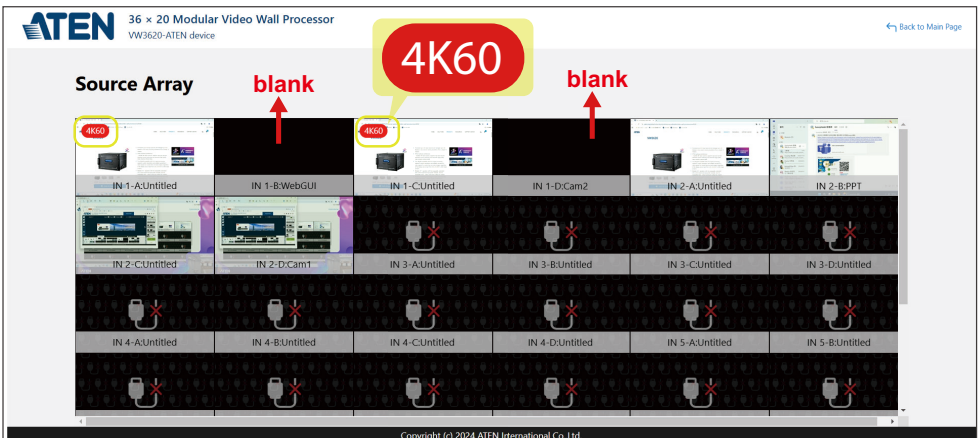 ATEN
36 × 20 Modular Video Wall Processor
VW3620-ATEN device
Back to Main Page
4K60
Source Array
blank
blank
4K60
4K60
IN 1-A:Untitled
IN 1-B:WebGUI
IN 1-C:Untitled
IN 1-D:Cam2
IN 2-A:Untitled
IN 2-B:PPT
IN 2-C:Untitled
IN 2-D:Cam1
IN 3-A:Untitled
IN 3-B:Untitled
IN 3-C:Untitled
IN 3-D:Untitled
IN 4-A:Untitled
IN 4-B:Untitled
IN 4-C:Untitled
IN 4-D:Untitled
IN 5-A:Untitled
IN 5-B:Untitled
Copyright (c) 2024 ATEN International Co. Ltd.